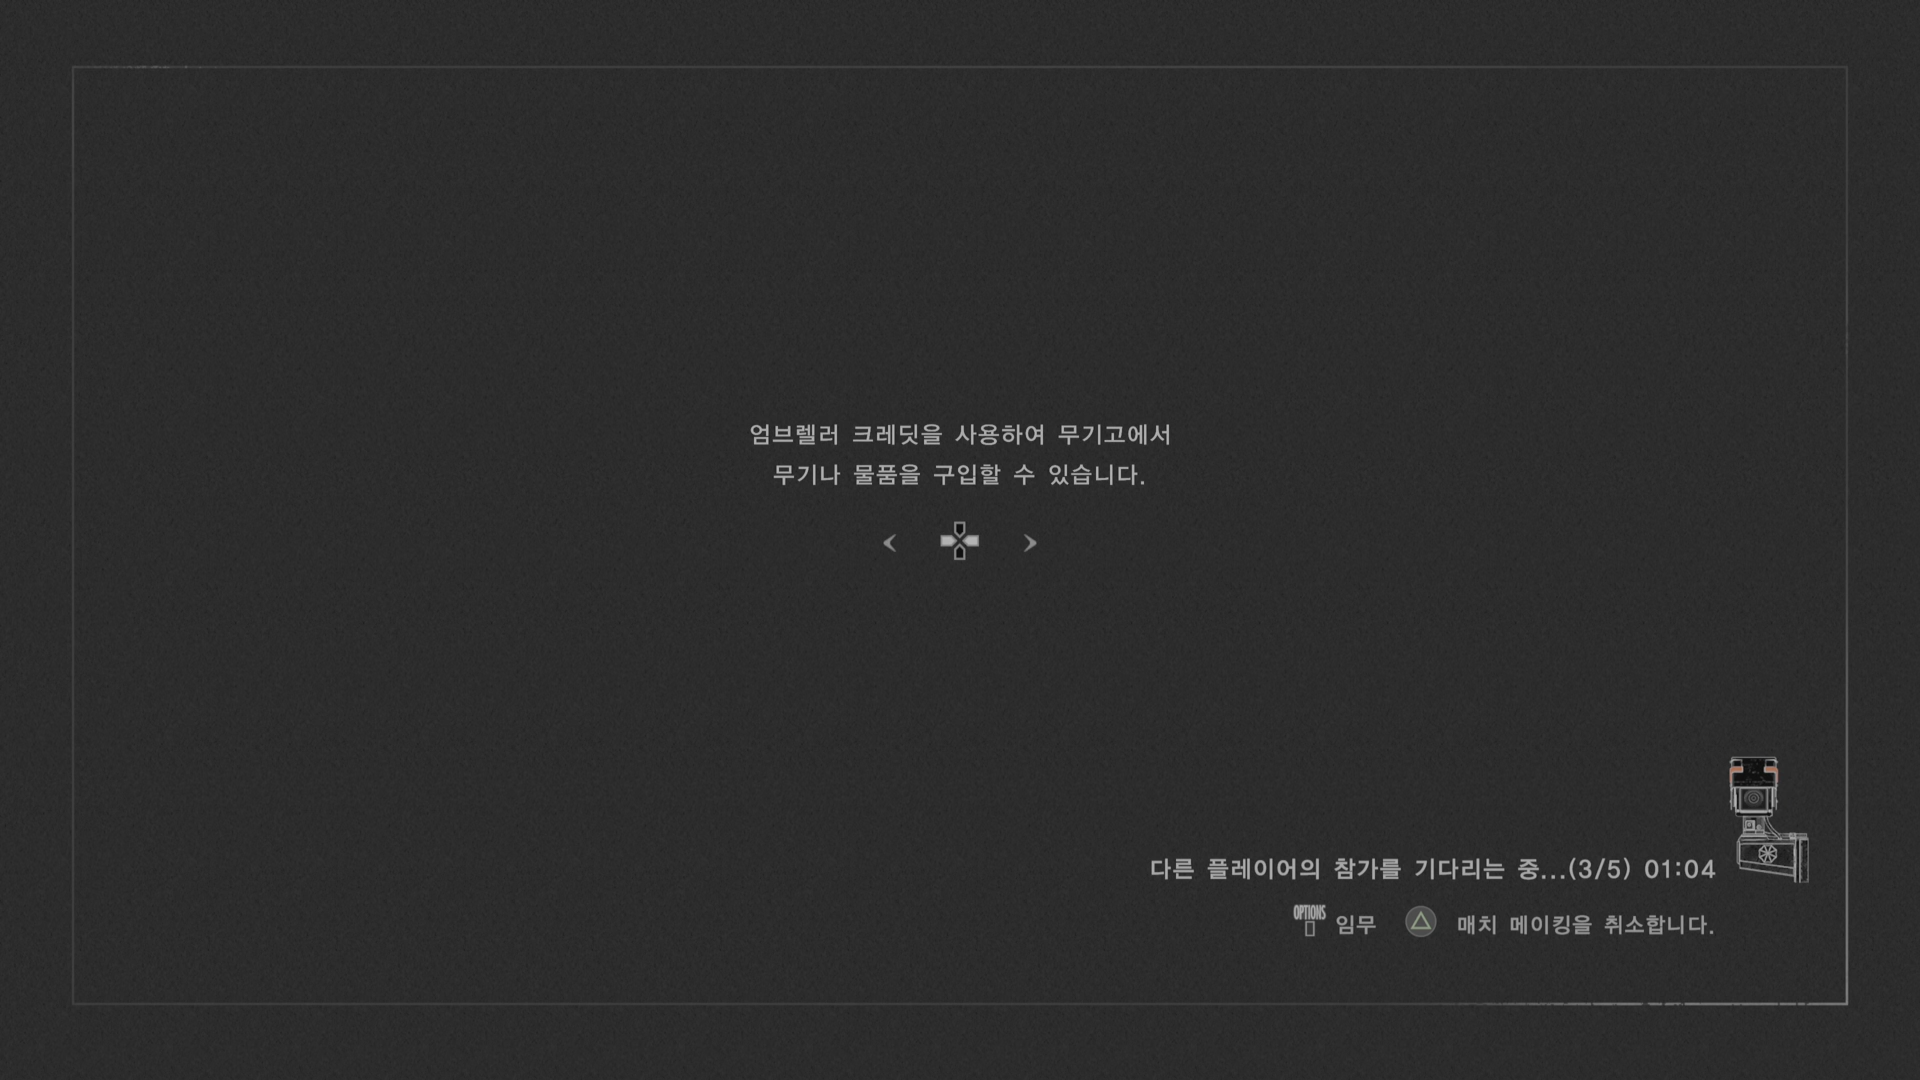 엄브렐러 크레딧을 사용하여 무기고에서
무기나 물품을 구입할 수 있습니다.
다른 플레이어의 참가를 기다리는 중...(3/5) 01:04
OPTIONS 임무 매치 메이킹을 취소합니다.